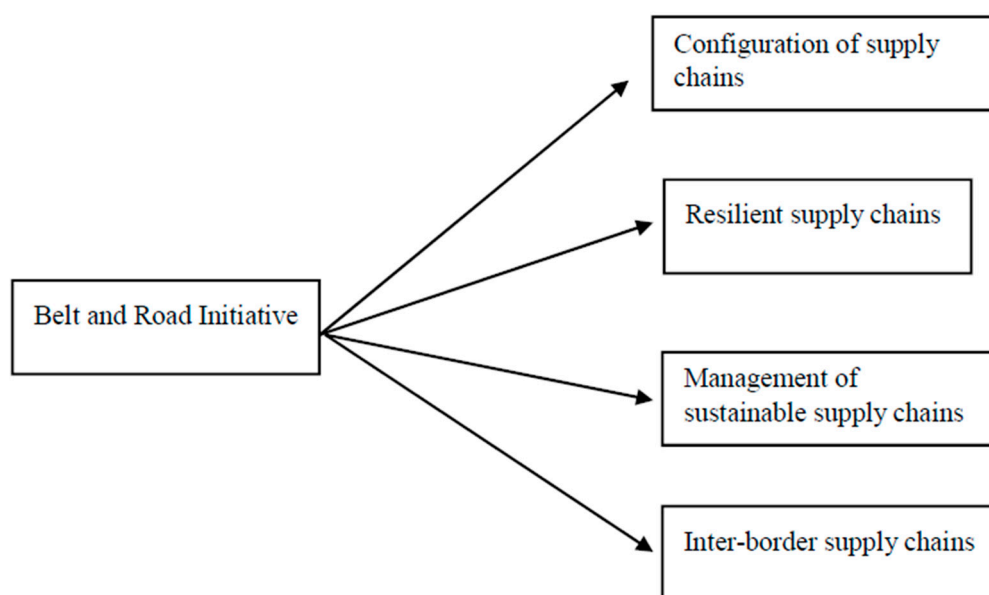 Configuration of supply
chains
Resilient supply chains
Belt and Road Initiative
Management of
sustainable supply chains
Inter-border supply chains